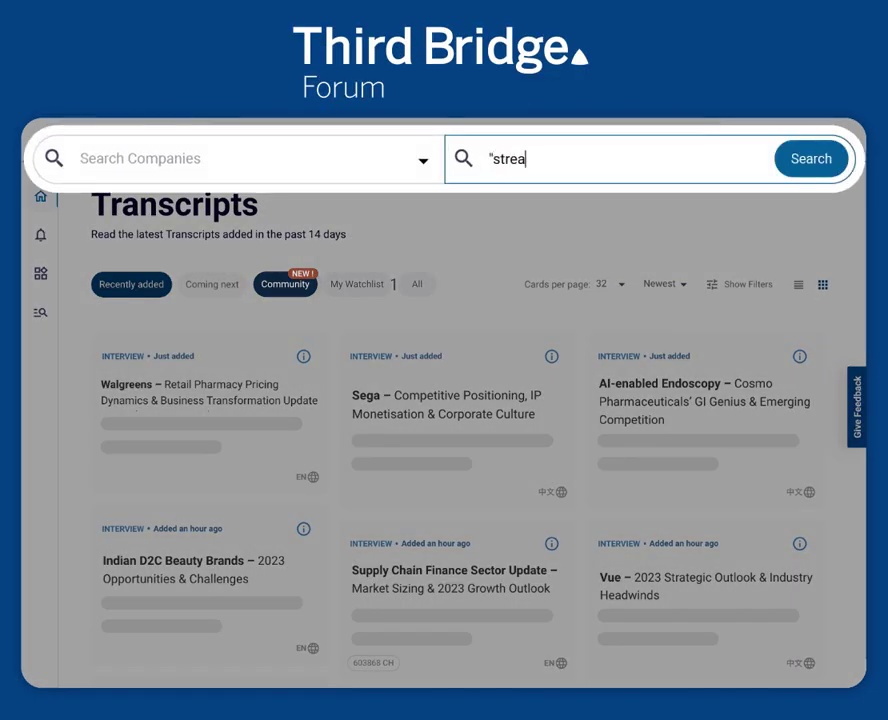 Third Bridge
Forum
Search Companies
"strea
Search
Transcripts
Read the latest Transcripts added in the past 14 days
Recently added
Coming next
NEW !
Community
My Watchlist 1
All
Cards per page: 32
Newest
Show Filters
INTERVIEW • Just added
Walgreens – Retail Pharmacy Pricing
Dynamics & Business Transformation Update
EN
INTERVIEW • Just added
Sega – Competitive Positioning, IP
Monetisation & Corporate Culture
中文
INTERVIEW • Just added
AI-enabled Endoscopy – Cosmo
Pharmaceuticals' GI Genius & Emerging
Competition
中文
Give Feedback
INTERVIEW • Added an hour ago
Indian D2C Beauty Brands – 2023
Opportunities & Challenges
EN
INTERVIEW • Added an hour ago
Supply Chain Finance Sector Update –
Market Sizing & 2023 Growth Outlook
603868 CH
EN
INTERVIEW • Added an hour ago
Vue – 2023 Strategic Outlook & Industry
Headwinds
中文